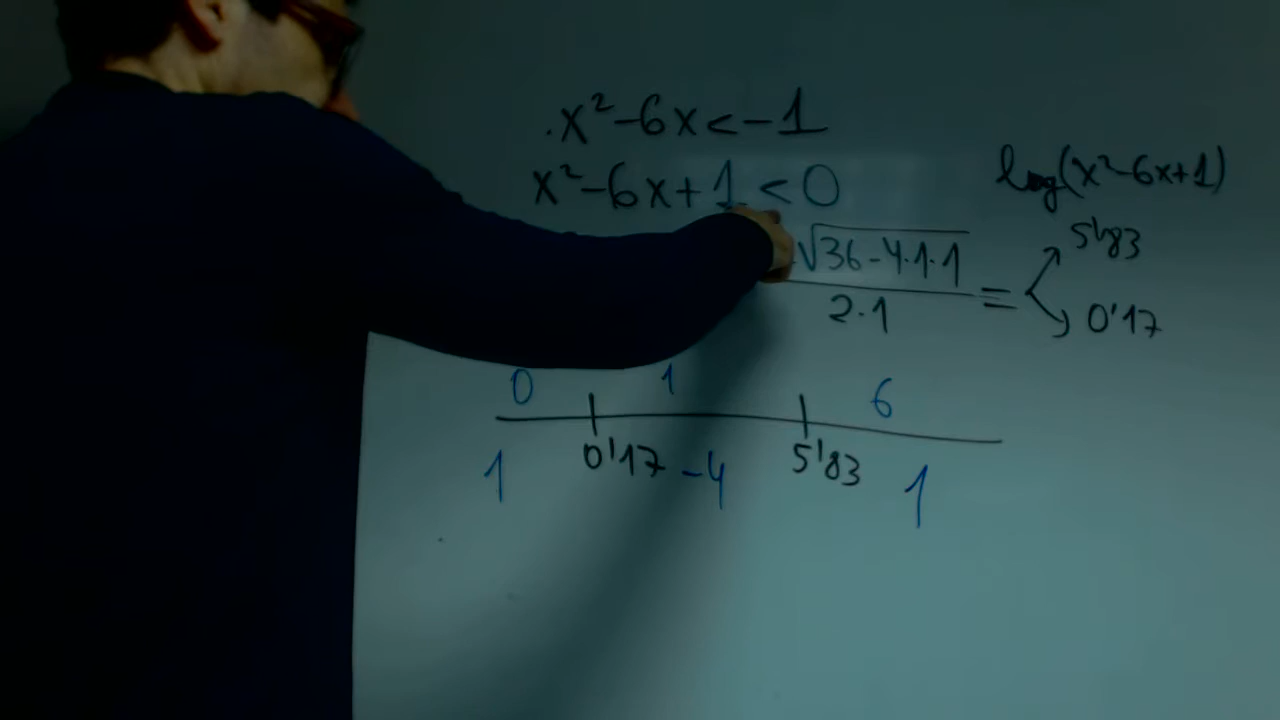 x²-6x<-1
x²-6x+1<0
log(x²-6x+1)
√36-4·1·1
2·1
=
5'83
0'17
0 1 6
0'17 5'83
1 -4 1